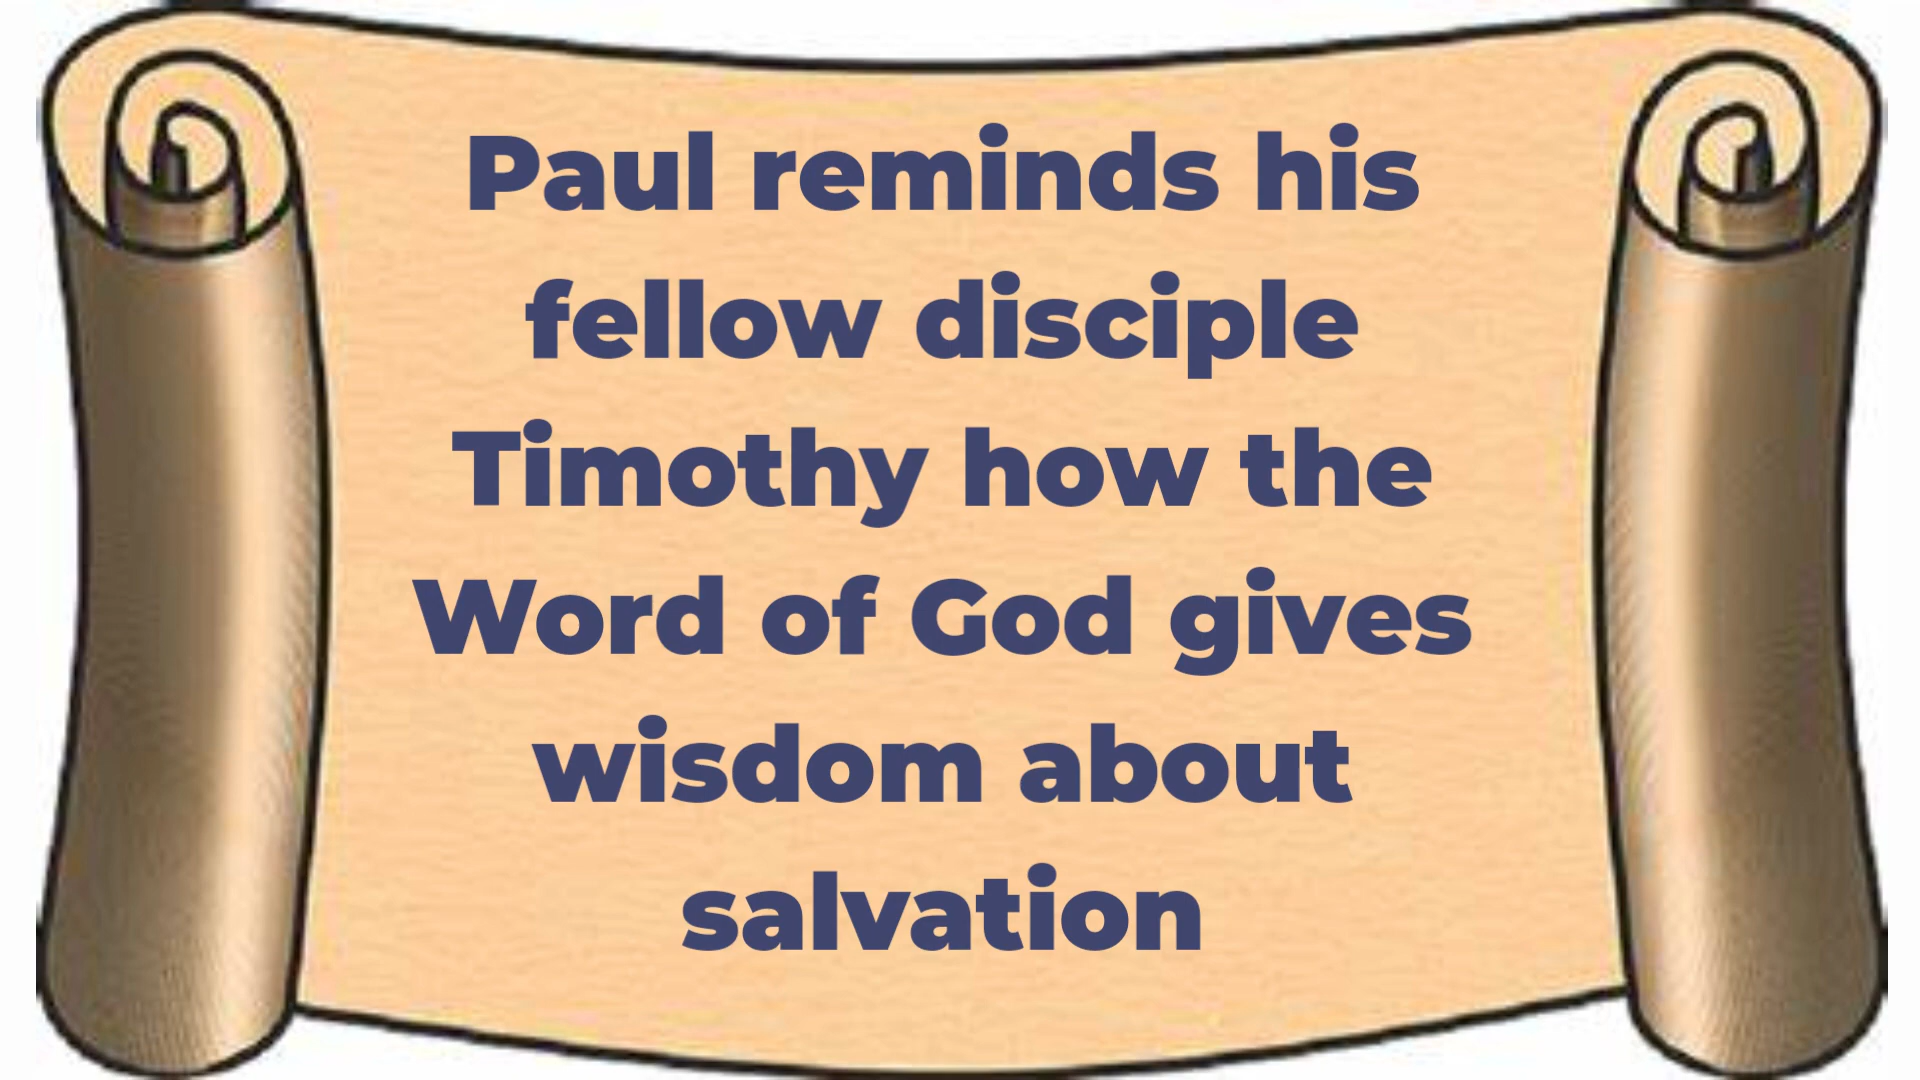 Paul reminds his
fellow disciple
Timothy how the
Word of God gives
wisdom about
salvation